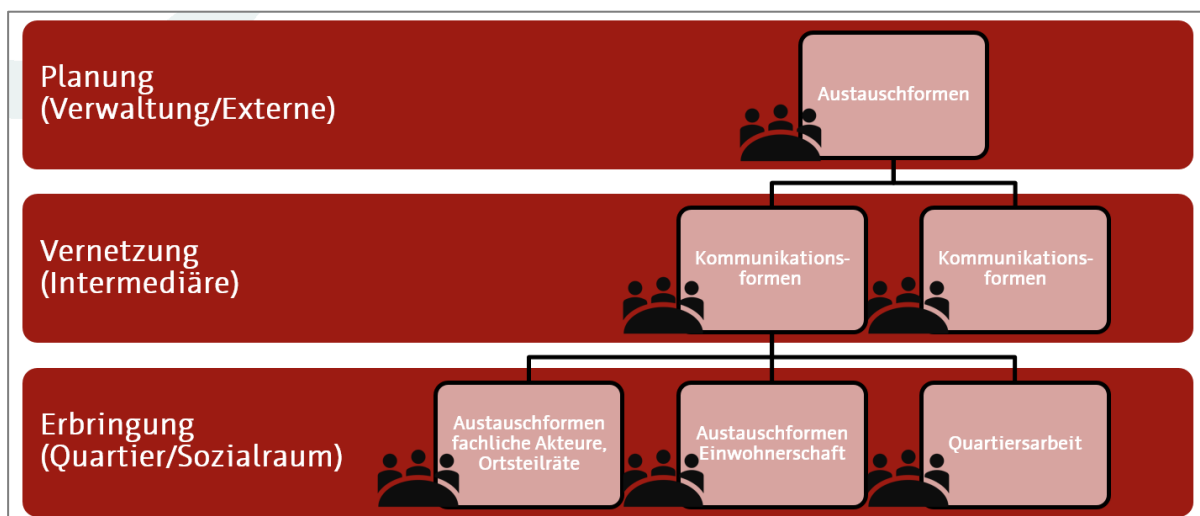 Planung
(Verwaltung/Externe)
Austauschformen
Vernetzung
(Intermediäre)
Kommunikations-
formen
Kommunikations-
formen
Erbringung
(Quartier/Sozialraum)
Austauschformen
fachliche Akteure,
Ortsteilräte
Austauschformen
Einwohnerschaft
Quartiersarbeit